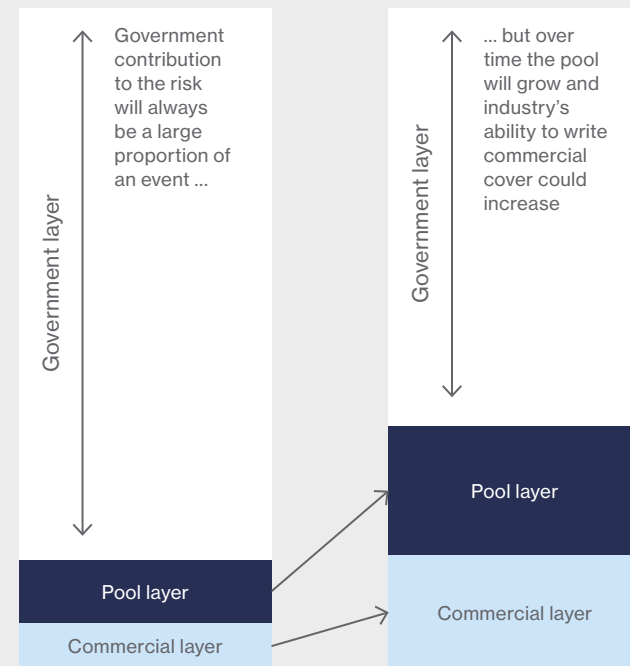 Government
contribution
to the risk
will always
be a large
proportion of
an event ...
Government layer
Pool layer
Commercial layer
... but over
time the pool
will grow and
industry’s
ability to write
commercial
cover could
increase
Government layer
Pool layer
Commercial layer